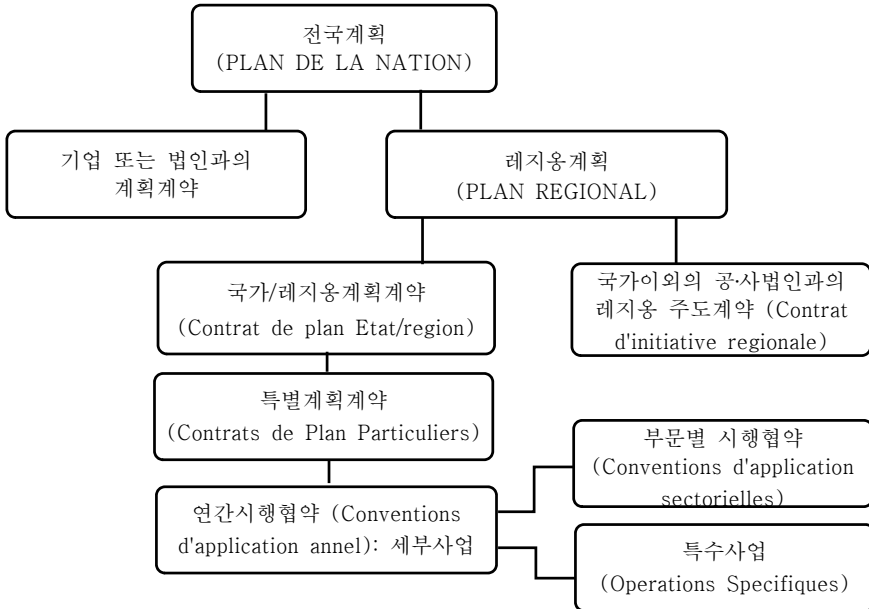 전국계획
(PLAN DE LA NATION)
기업 또는 법인과의
계획계약
레지옹계획
(PLAN REGIONAL)
국가/레지옹계획계약
(Contrat de plan Etat/region)
국가이외의 공·사법인과의
레지옹 주도계약 (Contrat
d'initiative regionale)
특별계획계약
(Contrats de Plan Particuliers)
부문별 시행협약
(Conventions d'application
sectorielles)
연간시행협약 (Conventions
d'application annel): 세부사업
특수사업
(Operations Specifiques)